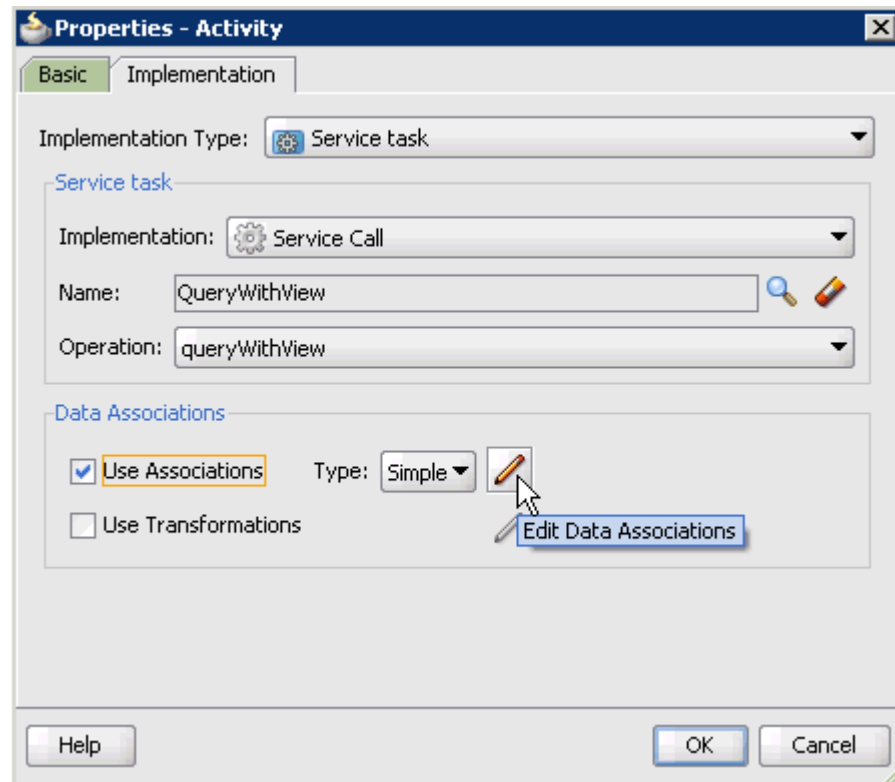 Properties - Activity
Basic Implementation
Implementation Type: Service task
Service task
Implementation: Service Call
Name: QueryWithView
Operation: queryWithView
Data Associations
Use Associations Type: Simple
Use Transformations
Edit Data Associations
Help OK Cancel